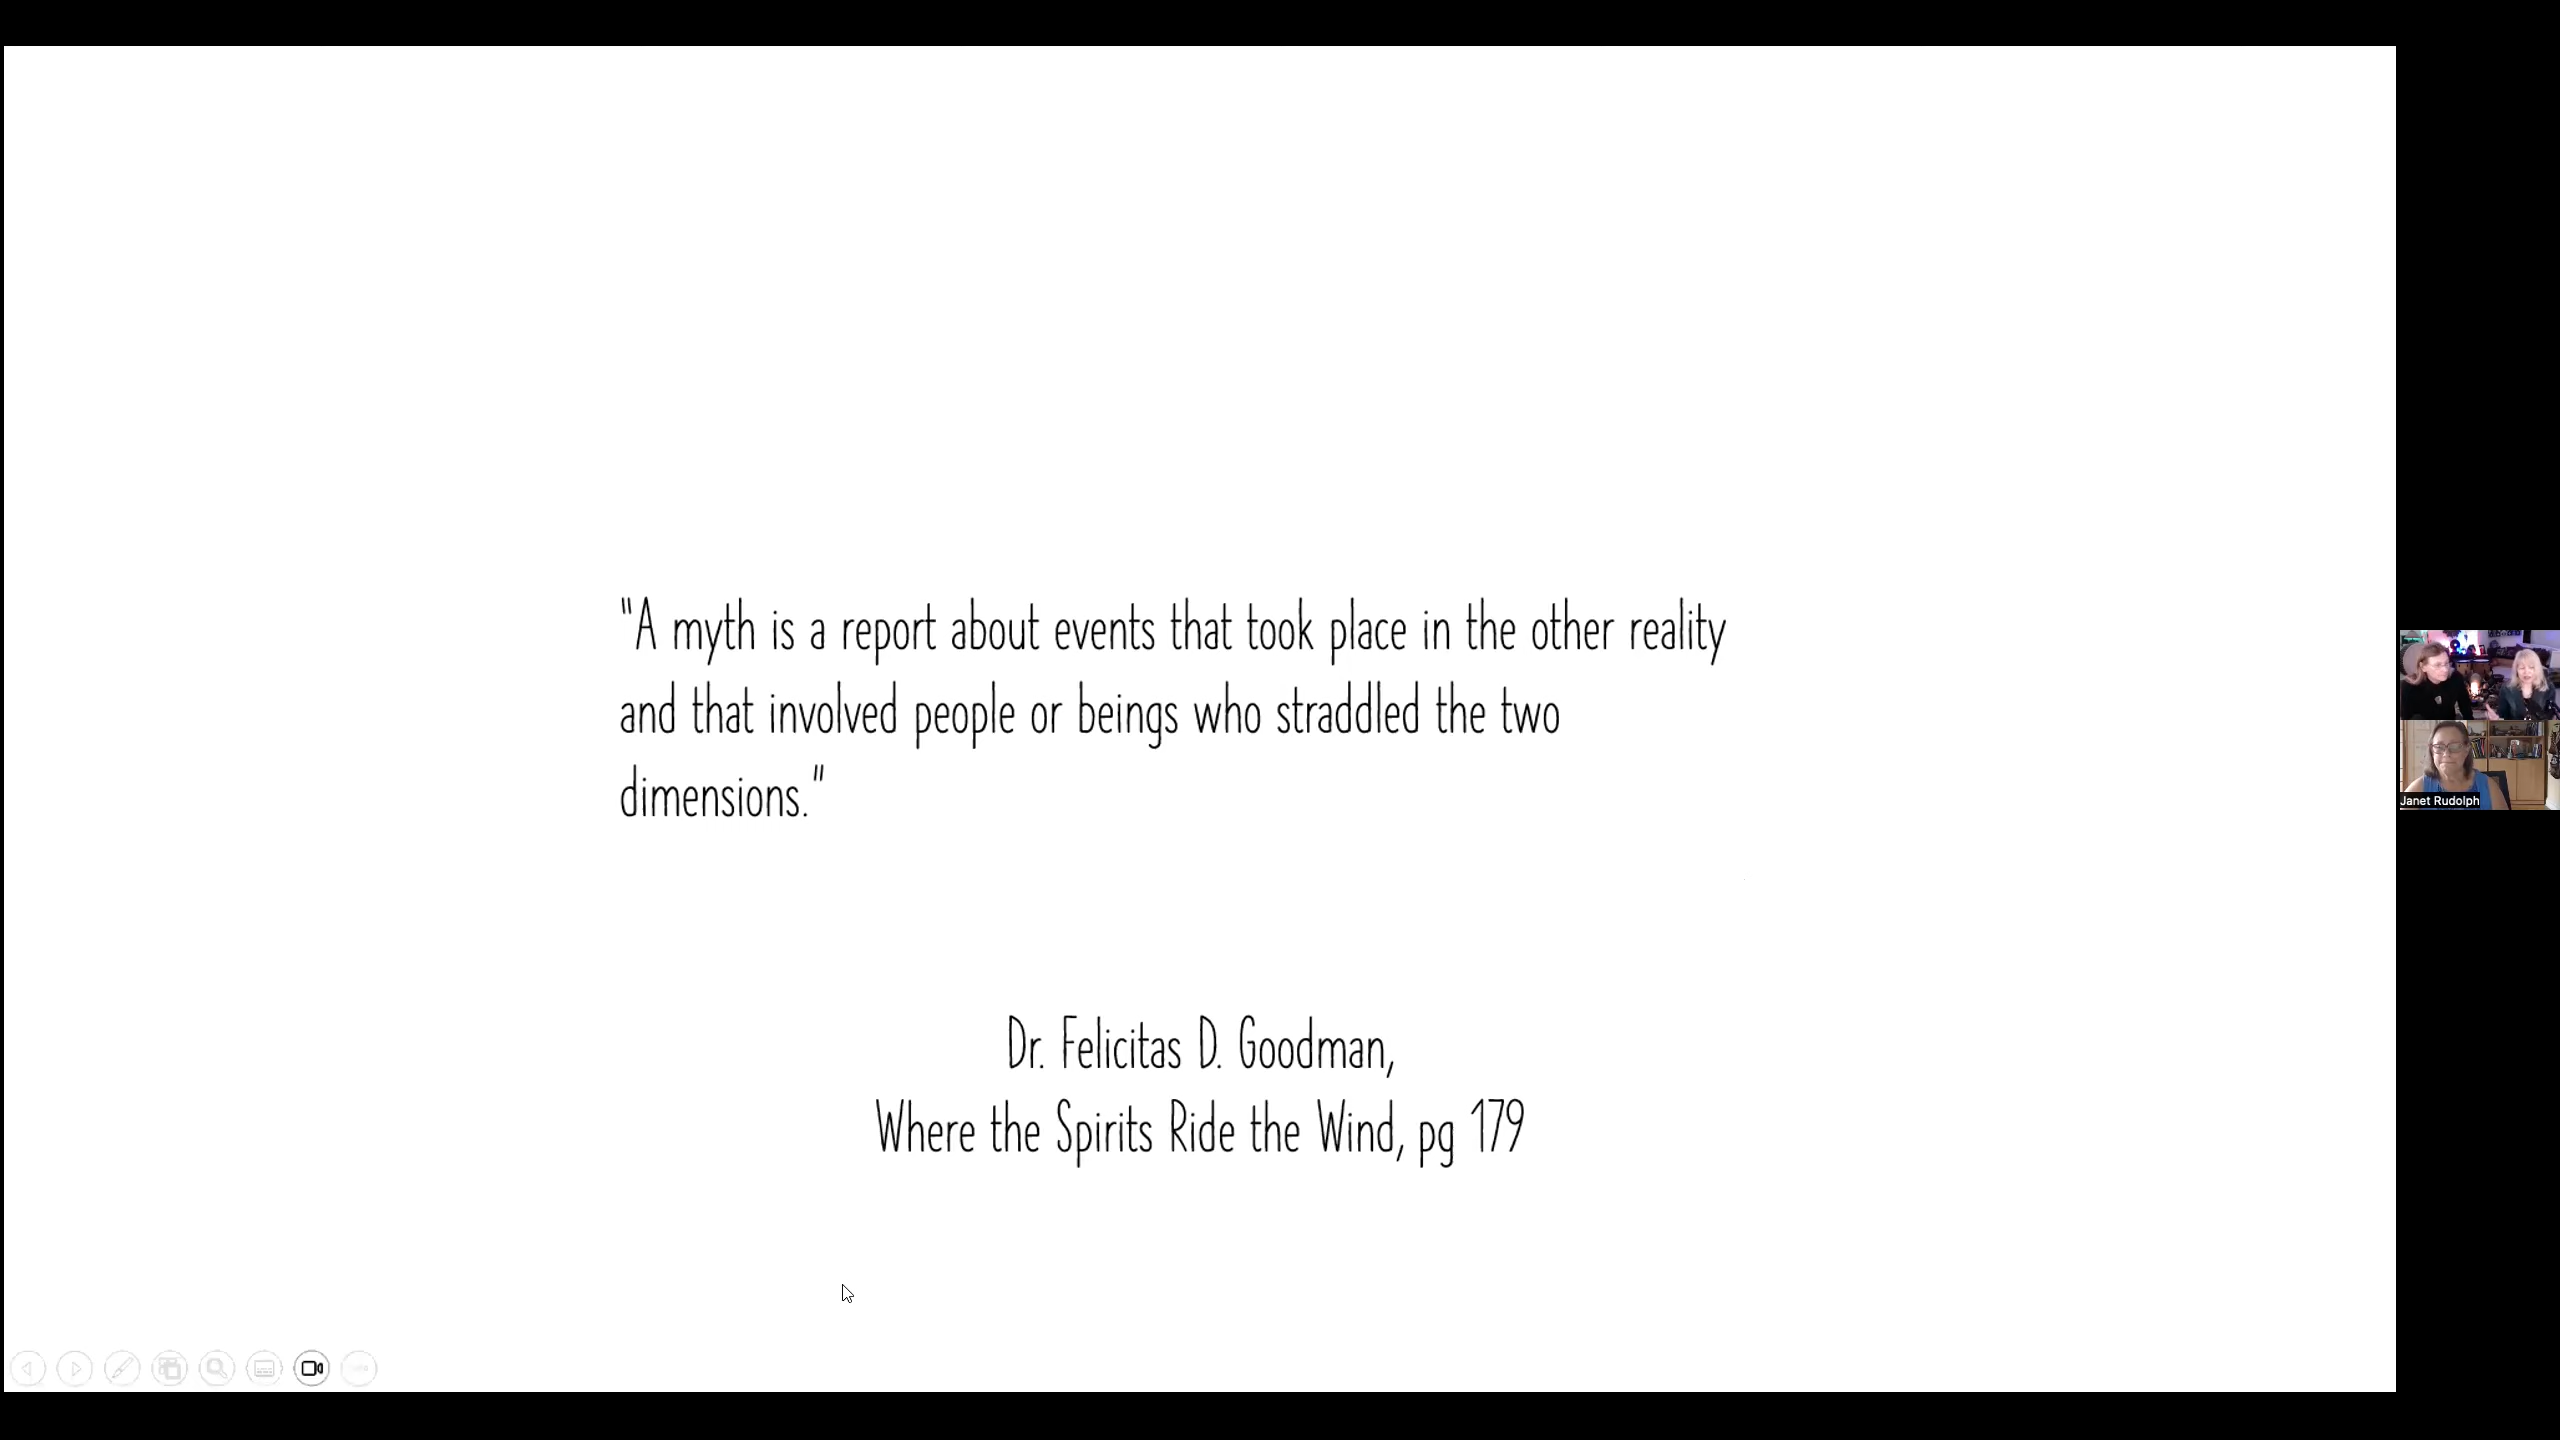 "A myth is a report about events that took place in the other reality
and that involved people or beings who straddled the two
dimensions."
Dr. Felicitas D. Goodman,
Where the Spirits Ride the Wind, pg 179
Janet Rudolph